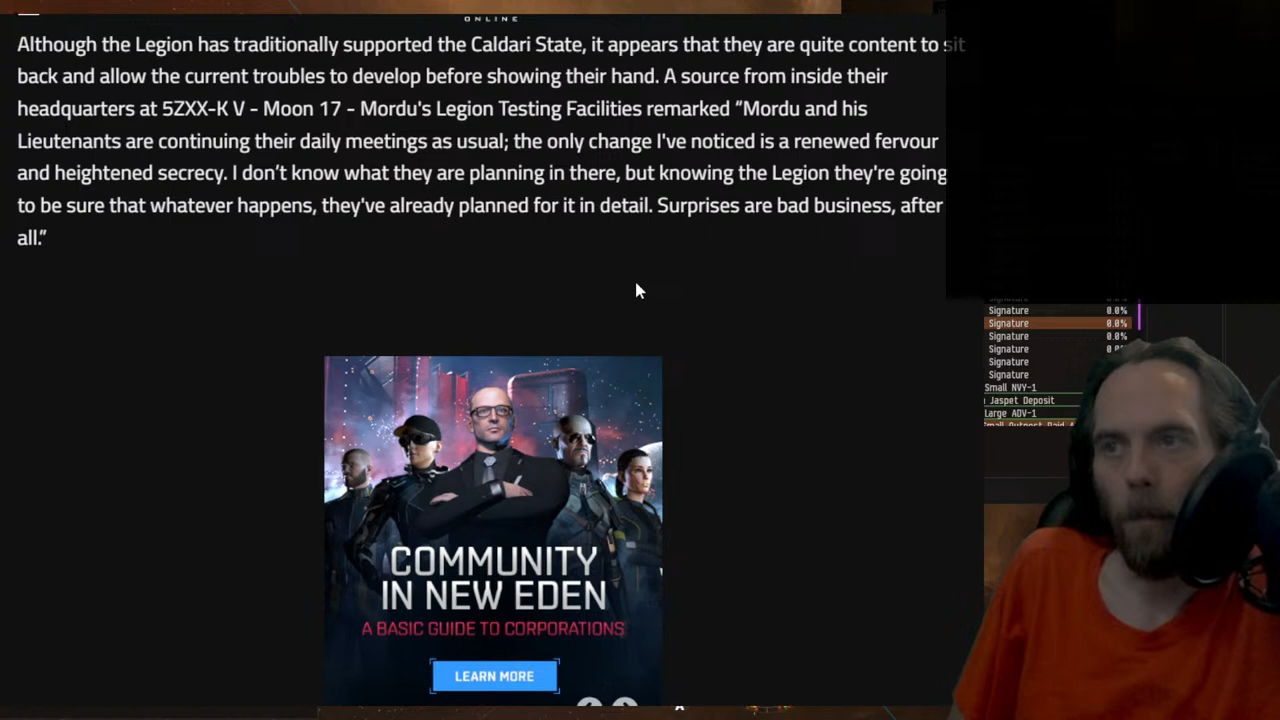 ONLINE
Although the Legion has traditionally supported the Caldari State, it appears that they are quite content to sit
back and allow the current troubles to develop before showing their hand. A source from inside their
headquarters at 5ZXX-K V - Moon 17 - Mordu's Legion Testing Facilities remarked “Mordu and his
Lieutenants are continuing their daily meetings as usual; the only change I've noticed is a renewed fervour
and heightened secrecy. I don’t know what they are planning in there, but knowing the Legion they're going
to be sure that whatever happens, they've already planned for it in detail. Surprises are bad business, after
all.”
Signature 0.0%
Signature 0.0%
Signature 0.0%
Signature 0.0%
Signature
Signature
Signature
Small NVY-1
Jaspet Deposit
Large ADV-1
Small Outpost Raid
COMMUNITY
IN NEW EDEN
A BASIC GUIDE TO CORPORATIONS
LEARN MORE